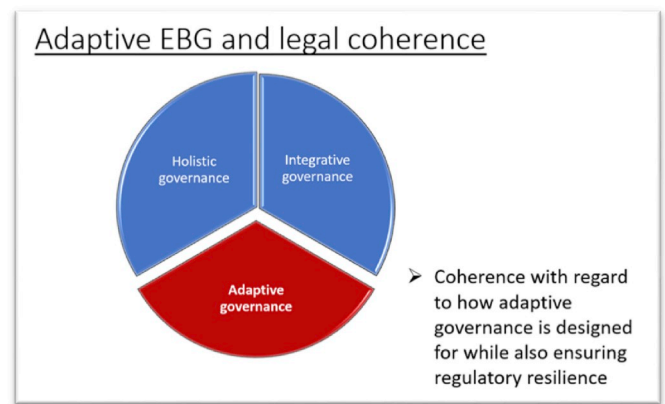 Adaptive EBG and legal coherence
Holistic
governance
Integrative
governance
Adaptive
governance
➢ Coherence with regard
to how adaptive
governance is designed
for while also ensuring
regulatory resilience